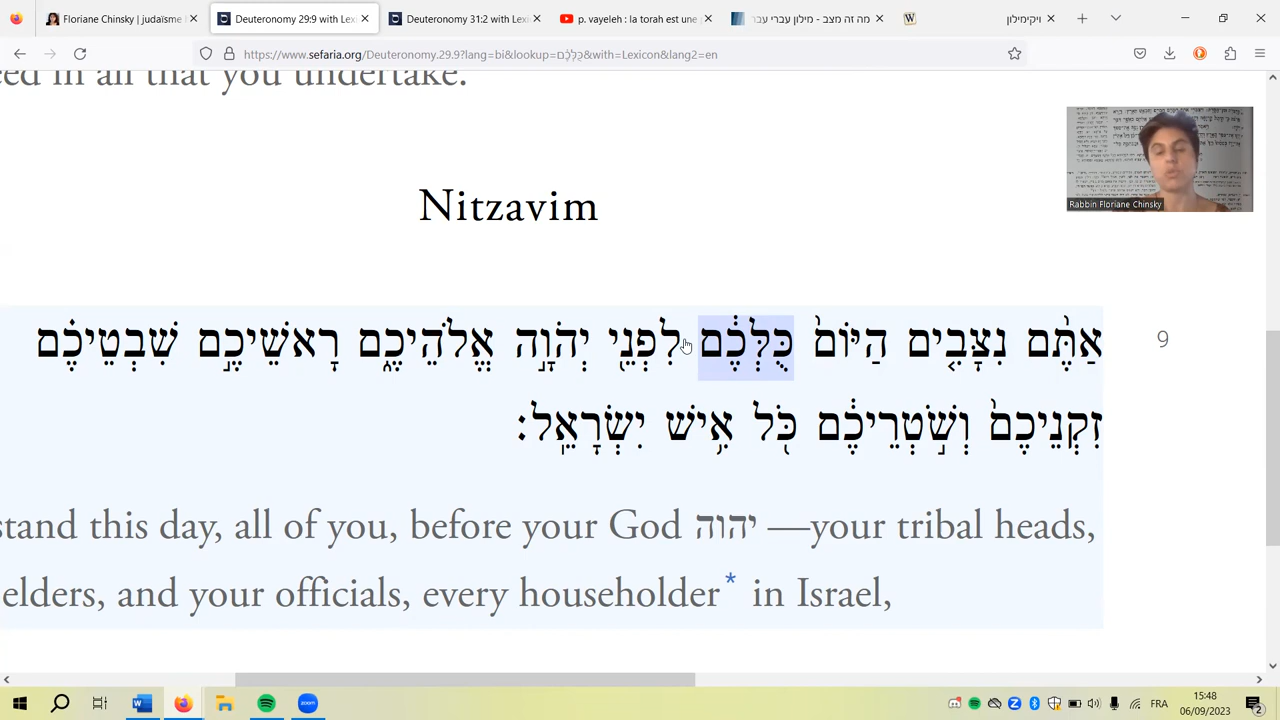 Floriane Chinsky | judaïsme
Deuteronomy 29:9 with Lexi
Deuteronomy 31:2 with Lexi
p. vayeleh : la torah est une
מה זה מצב - מילון עברי עבר
ויקימילון
https://www.sefaria.org/Deuteronomy.29.9?lang=bi&lookup=כֻּלְּכֶ֔ם&with=Lexicon&lang2=en
eed in all that you undertake.
Rabbin Floriane Chinsky
Nitzavim
9
אַתֶּ֨ם נִצָּבִ֤ים הַיּוֹם֙ כֻּלְּכֶ֔ם לִפְנֵ֖י יְהֹוָ֣ה אֱלֹהֵיכֶ֑ם רָאשֵׁיכֶ֣ם שִׁבְטֵיכֶ֗ם
זִקְנֵיכֶם֙ וְשֹׁ֣טְרֵיכֶ֔ם כֹּ֖ל אִ֥ישׁ יִשְׂרָאֵֽל׃
stand this day, all of you, before your God יהוה —your tribal heads,
elders, and your officials, every householder* in Israel,
FRA
15:48
06/09/2023
2